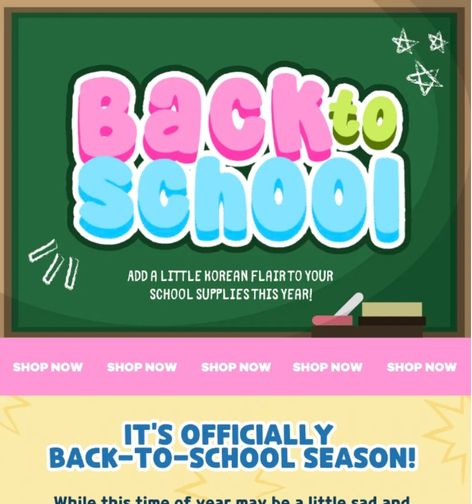 Back to
School
ADD A LITTLE KOREAN FLAIR TO YOUR
SCHOOL SUPPLIES THIS YEAR!
SHOP NOW SHOP NOW SHOP NOW SHOP NOW SHOP NOW
IT'S OFFICIALLY
BACK-TO-SCHOOL SEASON!
While this time of year may be a little sad and